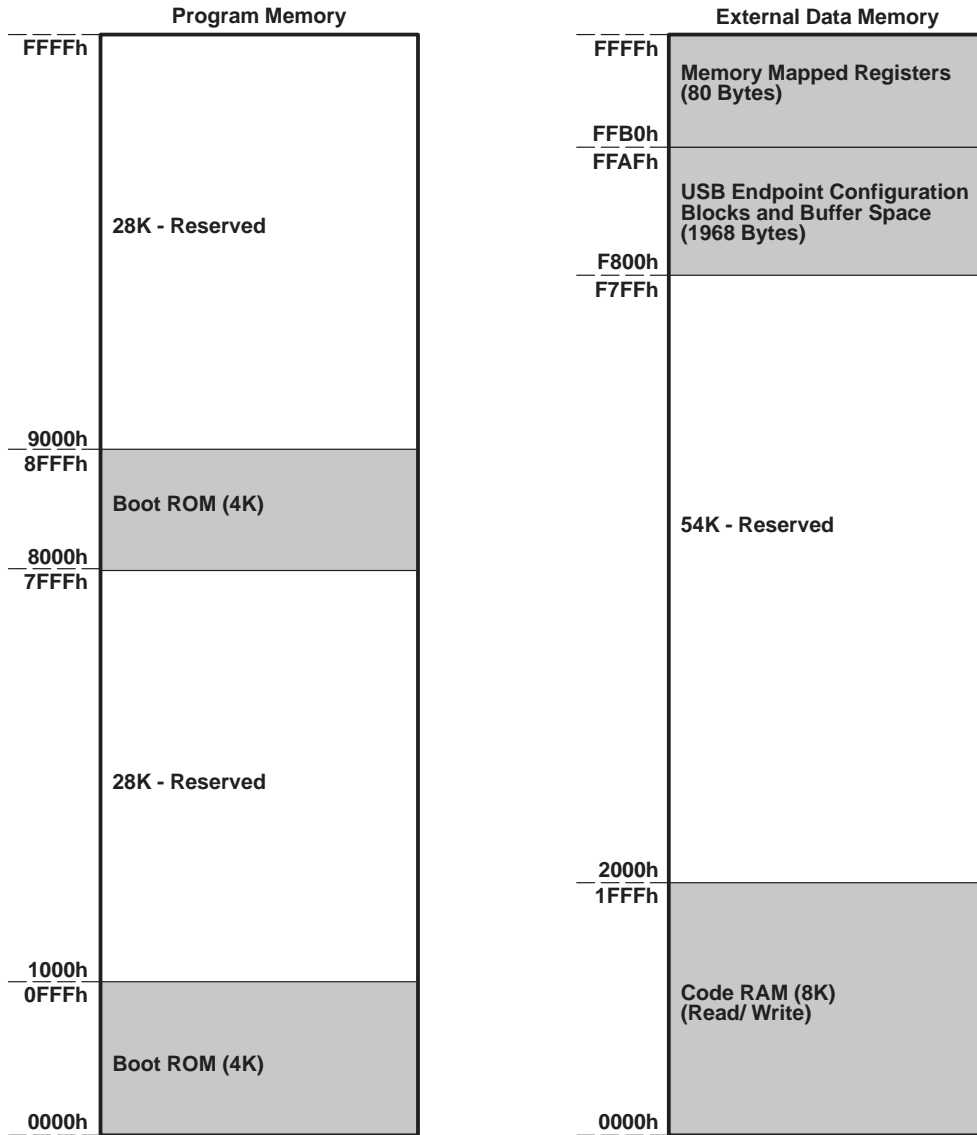 Program Memory
FFFFh
28K - Reserved
9000h
8FFFh
Boot ROM (4K)
8000h
7FFFh
28K - Reserved
1000h
0FFFh
Boot ROM (4K)
0000h
External Data Memory
FFFFh
Memory Mapped Registers
(80 Bytes)
FFB0h
FFAFh
USB Endpoint Configuration
Blocks and Buffer Space
(1968 Bytes)
F800h
F7FFh
54K - Reserved
2000h
1FFFh
Code RAM (8K)
(Read/ Write)
0000h